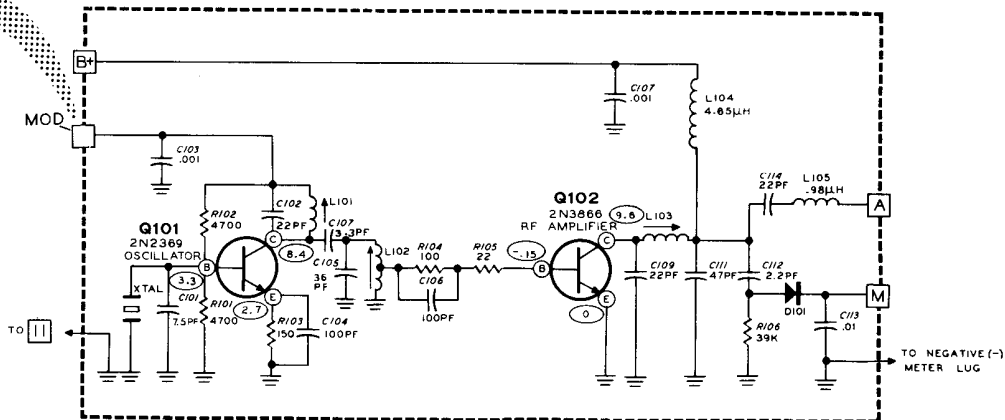 B+
MOD
C103
.001
C107
.001
L104
4.85μH
C114
22PF
L105
.98μH
A
Q101
2N2369
OSCILLATOR
R102
4700
C102
22PF
L101
C107
3.3PF
C
8.4
B
3.3
E
2.7
XTAL
C101
7.5PF
R101
4700
R103
150
C104
100PF
C105
36
PF
L102
R104
100
C106
100PF
R105
22
Q102
2N3866
RF AMPLIFIER
9.8
L103
-.15
B
C
E
0
C109
22PF
C111
47PF
C112
2.2PF
D101
R106
39K
C113
.01
M
TO 11
TO NEGATIVE (-)
METER LUG